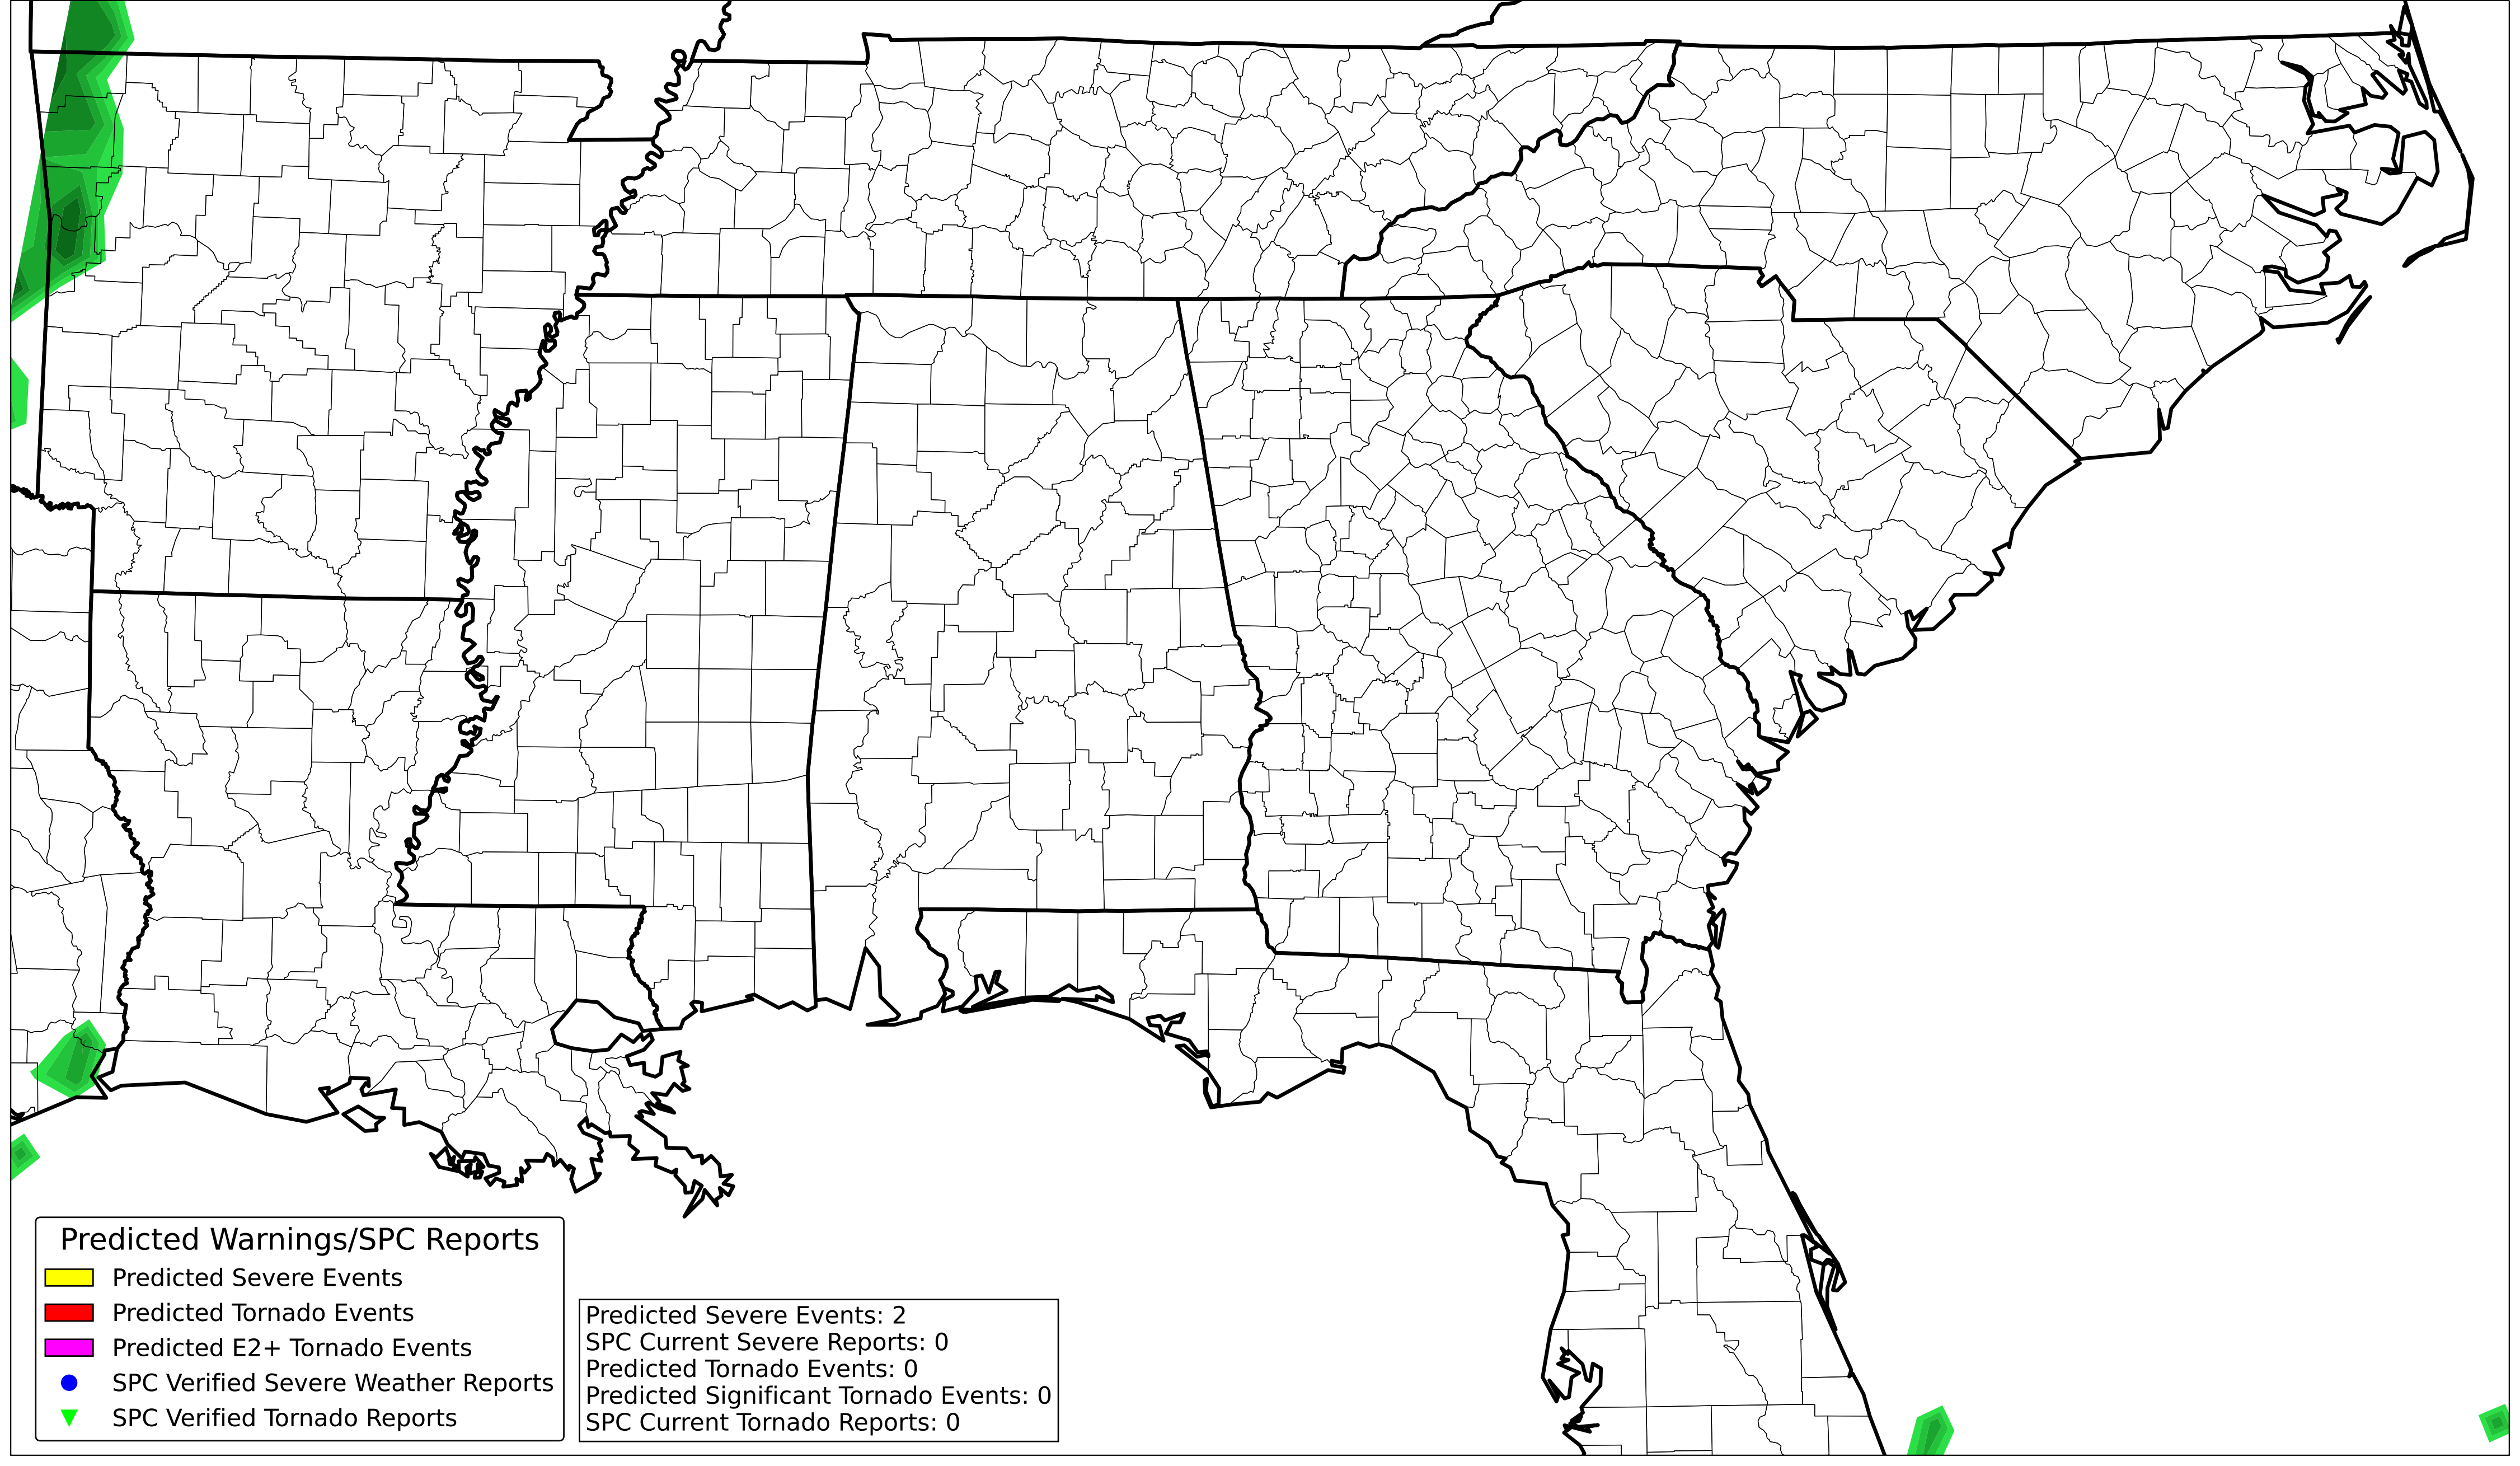 Predicted Warnings/SPC Reports
Predicted Severe Events
Predicted Tornado Events
Predicted E2+ Tornado Events
SPC Verified Severe Weather Reports
SPC Verified Tornado Reports
Predicted Severe Events: 2
SPC Current Severe Reports: 0
Predicted Tornado Events: 0
Predicted Significant Tornado Events: 0
SPC Current Tornado Reports: 0